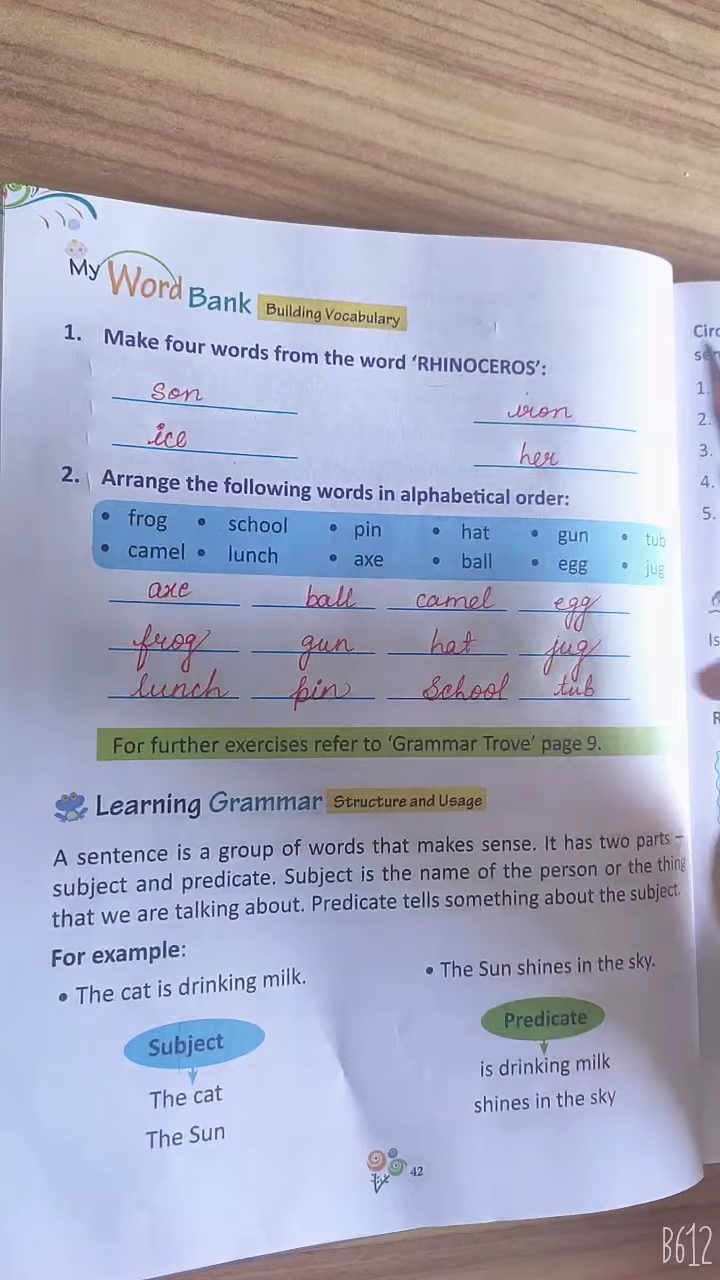 My Word Bank Building Vocabulary
1. Make four words from the word ‘RHINOCEROS’:
son iron
ice her
2. Arrange the following words in alphabetical order:
• frog • school • pin • hat • gun • tub
• camel • lunch • axe • ball • egg • jug
axe ball camel egg
frog gun hat jug
lunch pin School tub
For further exercises refer to ‘Grammar Trove’ page 9.
Learning Grammar Structure and Usage
A sentence is a group of words that makes sense. It has two parts –
subject and predicate. Subject is the name of the person or the thing
that we are talking about. Predicate tells something about the subject.
For example:
• The cat is drinking milk. • The Sun shines in the sky.
Subject Predicate
The cat is drinking milk
The Sun shines in the sky
42
1.
2.
3.
4.
5.
B612